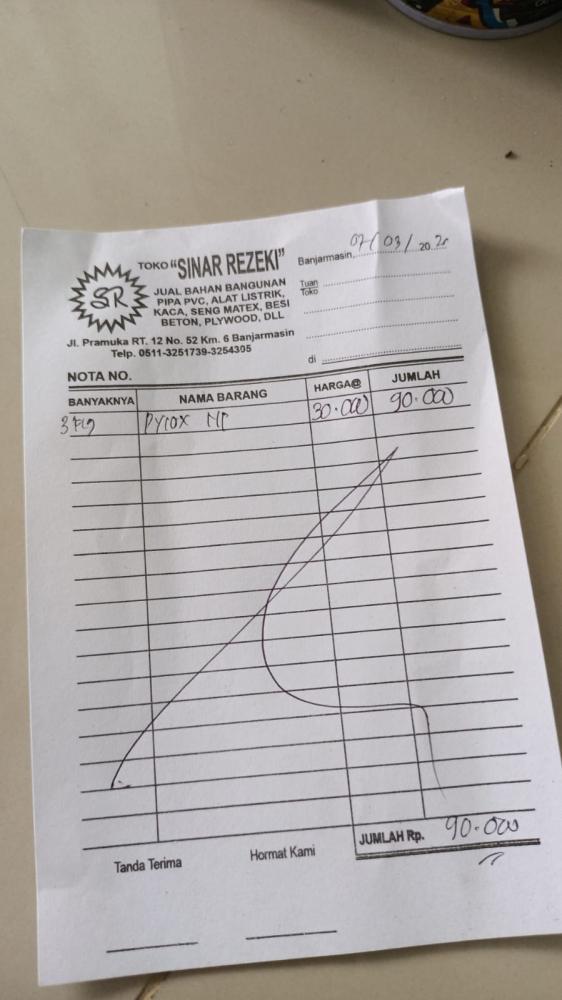 TOKO "SINAR REZEKI"
SR
JUAL BAHAN BANGUNAN
PIPA PVC, ALAT LISTRIK,
KACA, SENG MATEX, BESI
BETON, PLYWOOD, DLL
Jl. Pramuka RT. 12 No. 52 Km. 6 Banjarmasin
Telp. 0511-3251739-3254305
Banjarmasin, 07/03/ 20
Tuan
Toko
di
NOTA NO.
BANYAKNYA NAMA BARANG HARGA@ JUMLAH
3 30.000 90.000
JUMLAH Rp. 90.000
Tanda Terima Hormat Kami